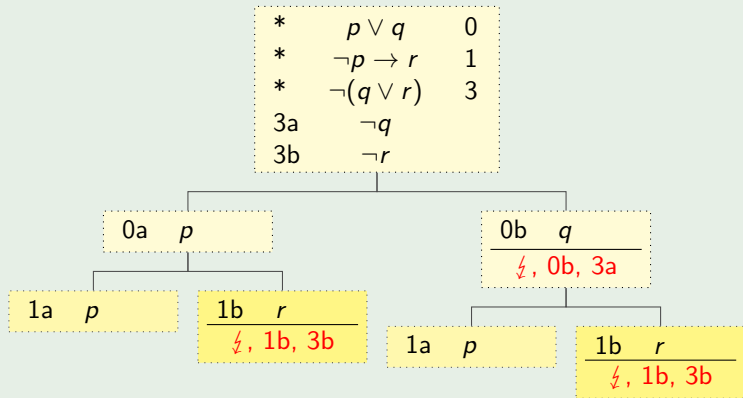 * p ∨ q 0
* ¬p → r 1
* ¬(q ∨ r) 3
3a ¬q
3b ¬r
0a p
0b q
↯, 0b, 3a
1a p
1b r
↯, 1b, 3b
1a p
1b r
↯, 1b, 3b